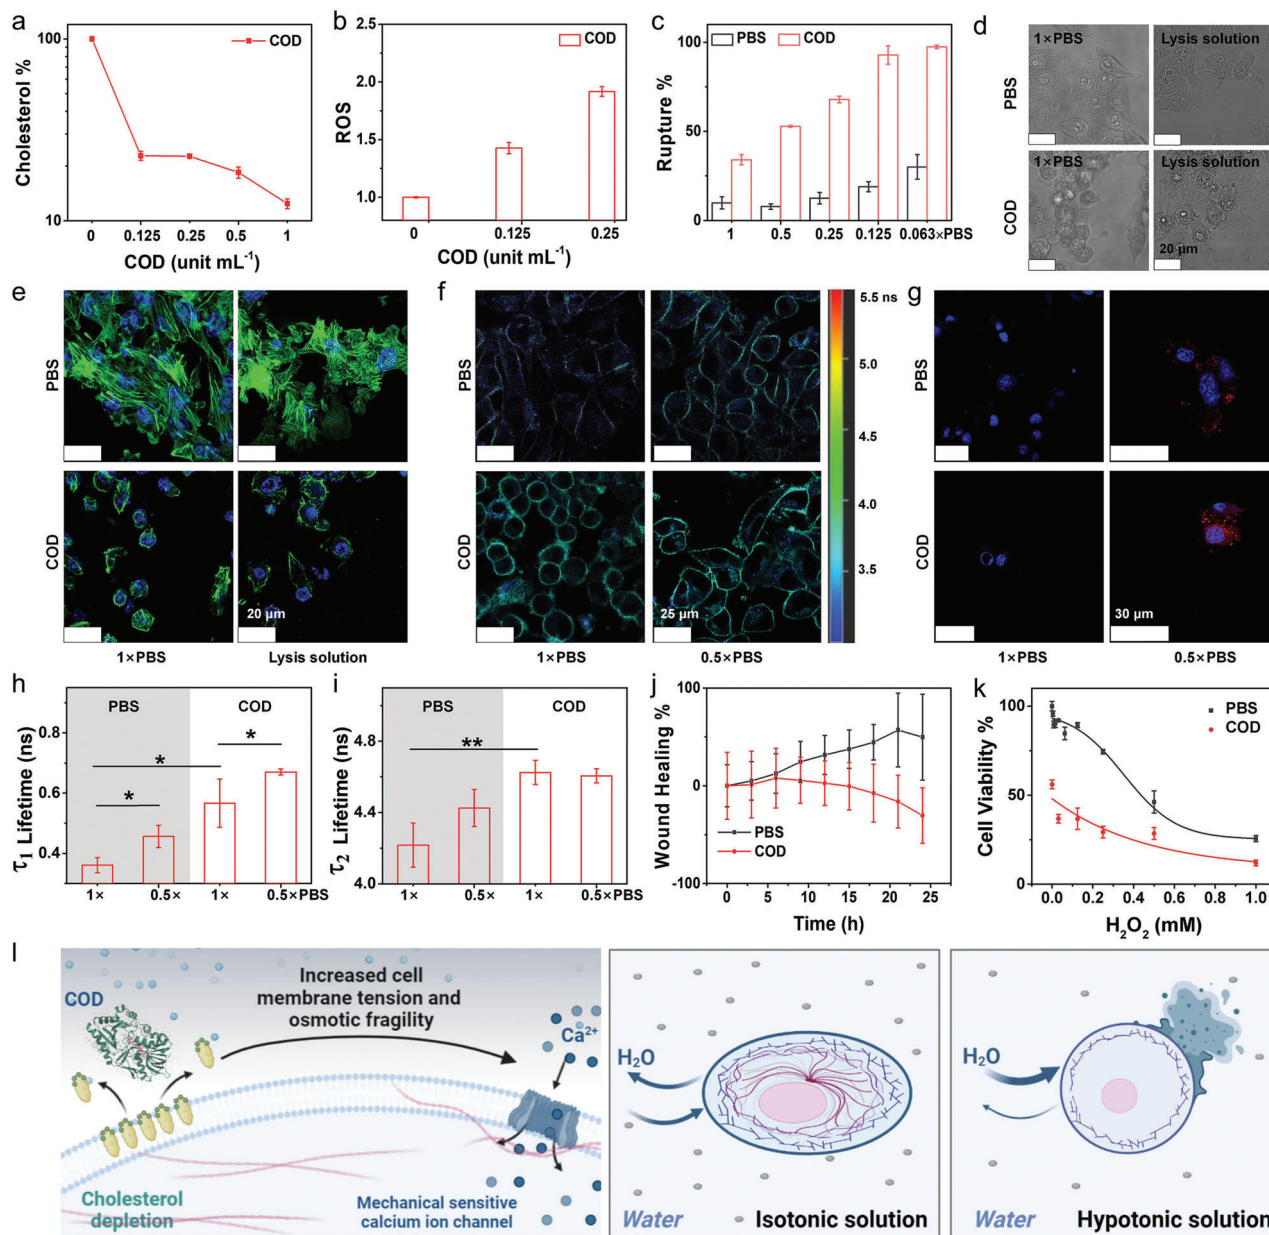 a
100
10
Cholesterol %
COD
0
0.125
0.25
0.5
1
COD (unit mL⁻¹)
b
2.5
2.0
1.5
1.0
ROS
COD
0
0.125
0.25
COD (unit mL⁻¹)
c
100
50
0
Rupture %
PBS
COD
1
0.5
0.25
0.125
0.063×PBS
d
1×PBS
Lysis solution
PBS
1×PBS
Lysis solution
COD
20 μm
e
PBS
COD
20 μm
1×PBS
Lysis solution
f
PBS
COD
25 μm
1×PBS
0.5×PBS
5.5 ns
5.0
4.5
4.0
3.5
g
PBS
COD
30 μm
1×PBS
0.5×PBS
h
PBS
COD
0.8
0.6
0.4
τ₁ Lifetime (ns)
*
*
*
1×
0.5×
1×
0.5×PBS
i
PBS
COD
4.8
4.4
4.0
τ₂ Lifetime (ns)
**
1×
0.5×
1×
0.5×PBS
j
100
0
-100
Wound Healing %
PBS
COD
0
5
10
15
20
25
Time (h)
k
100
50
0
Cell Viability %
PBS
COD
0.0
0.2
0.4
0.6
0.8
1.0
H₂O₂ (mM)
l
COD
Increased cell
membrane tension and
osmotic fragility
Ca²⁺
Cholesterol
depletion
Mechanical sensitive
calcium ion channel
H₂O
Water
Isotonic solution
H₂O
Water
Hypotonic solution